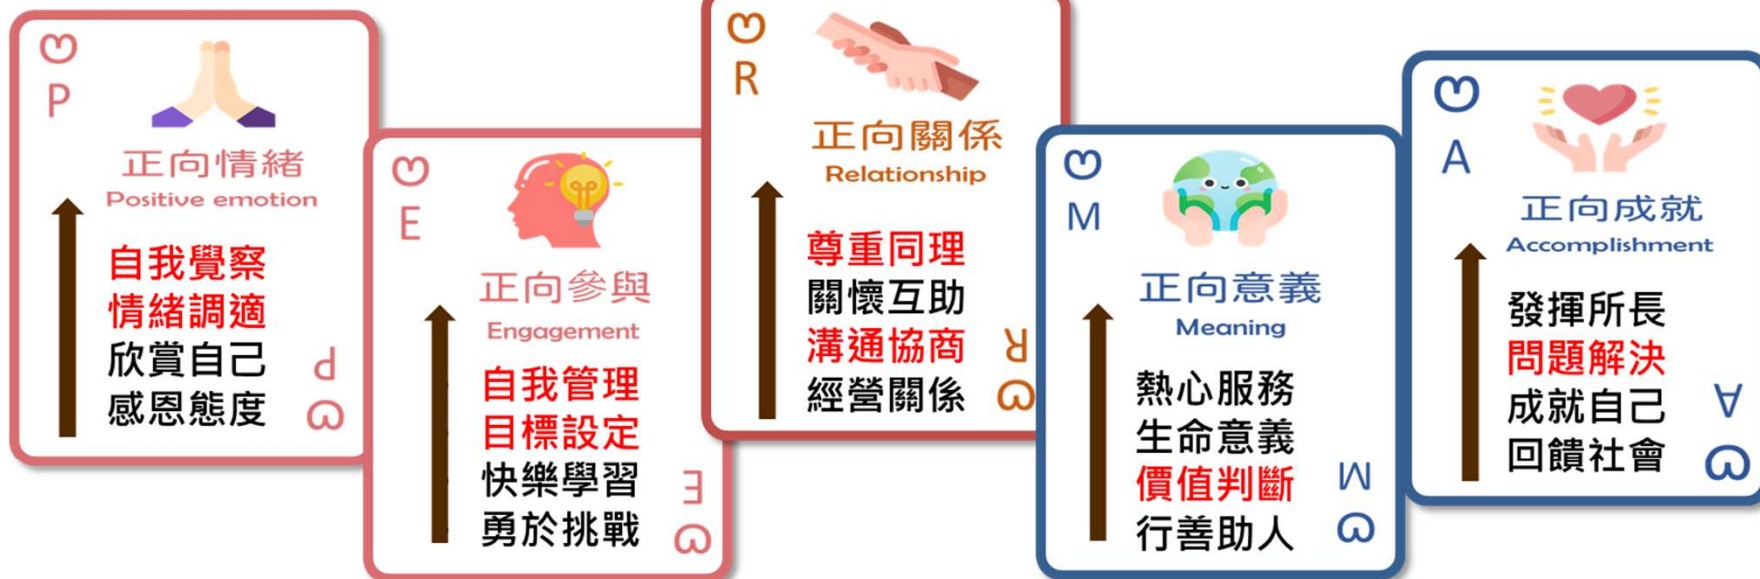 P
正向情緒
Positive emotion
自我覺察
情緒調適
欣賞自己
感恩態度
P
E
正向參與
Engagement
自我管理
目標設定
快樂學習
勇於挑戰
E
R
正向關係
Relationship
尊重同理
關懷互助
溝通協商
經營關係
R
M
正向意義
Meaning
熱心服務
生命意義
價值判斷
行善助人
M
A
正向成就
Accomplishment
發揮所長
問題解決
成就自己
回饋社會
A